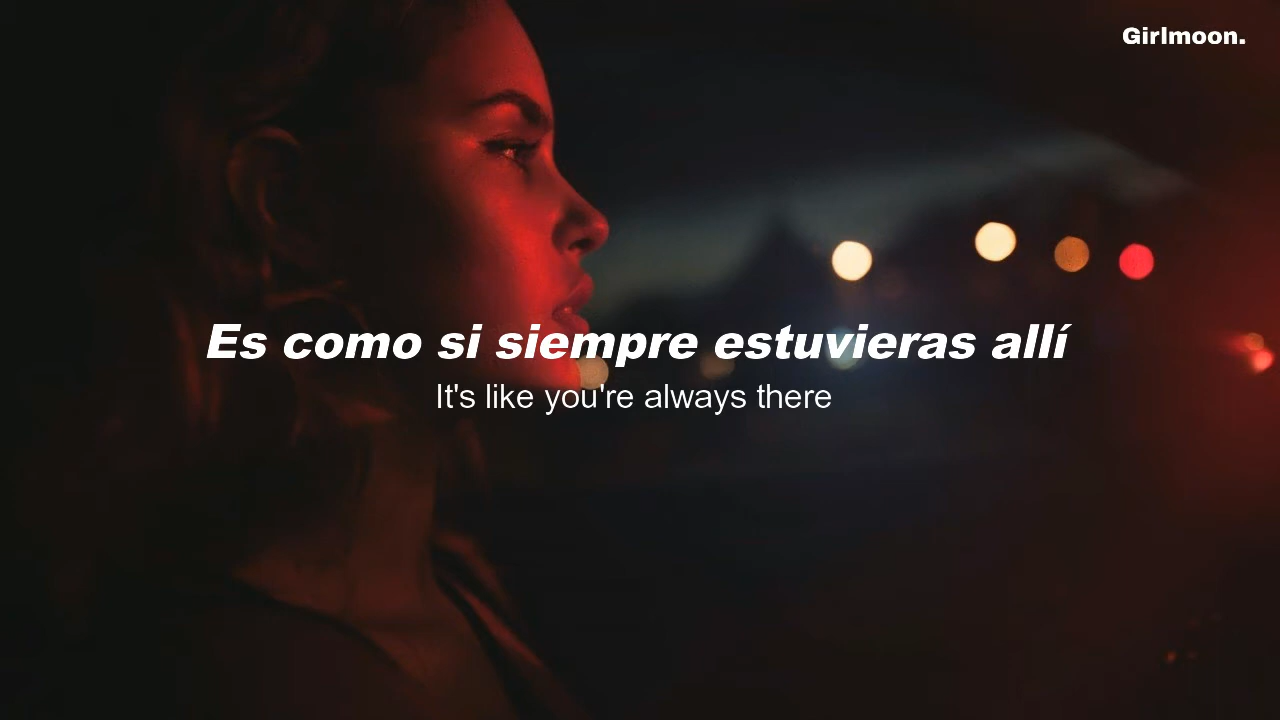 Girlmoon.
Es como si siempre estuvieras allí
It's like you're always there